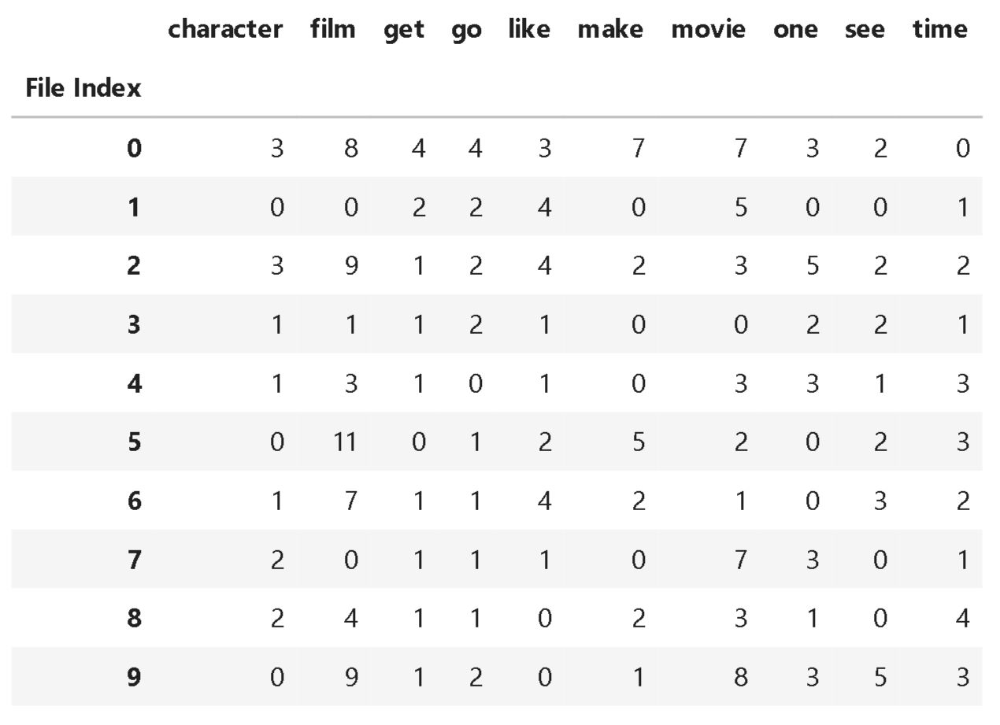 character film get go like make movie one see time
File Index
0 3 8 4 4 3 7 7 3 2 0
1 0 0 2 2 4 0 5 0 0 1
2 3 9 1 2 4 2 3 5 2 2
3 1 1 1 2 1 0 0 2 2 1
4 1 3 1 0 1 0 3 3 1 3
5 0 11 0 1 2 5 2 0 2 3
6 1 7 1 1 4 2 1 0 3 2
7 2 0 1 1 1 0 7 3 0 1
8 2 4 1 1 0 2 3 1 0 4
9 0 9 1 2 0 1 8 3 5 3